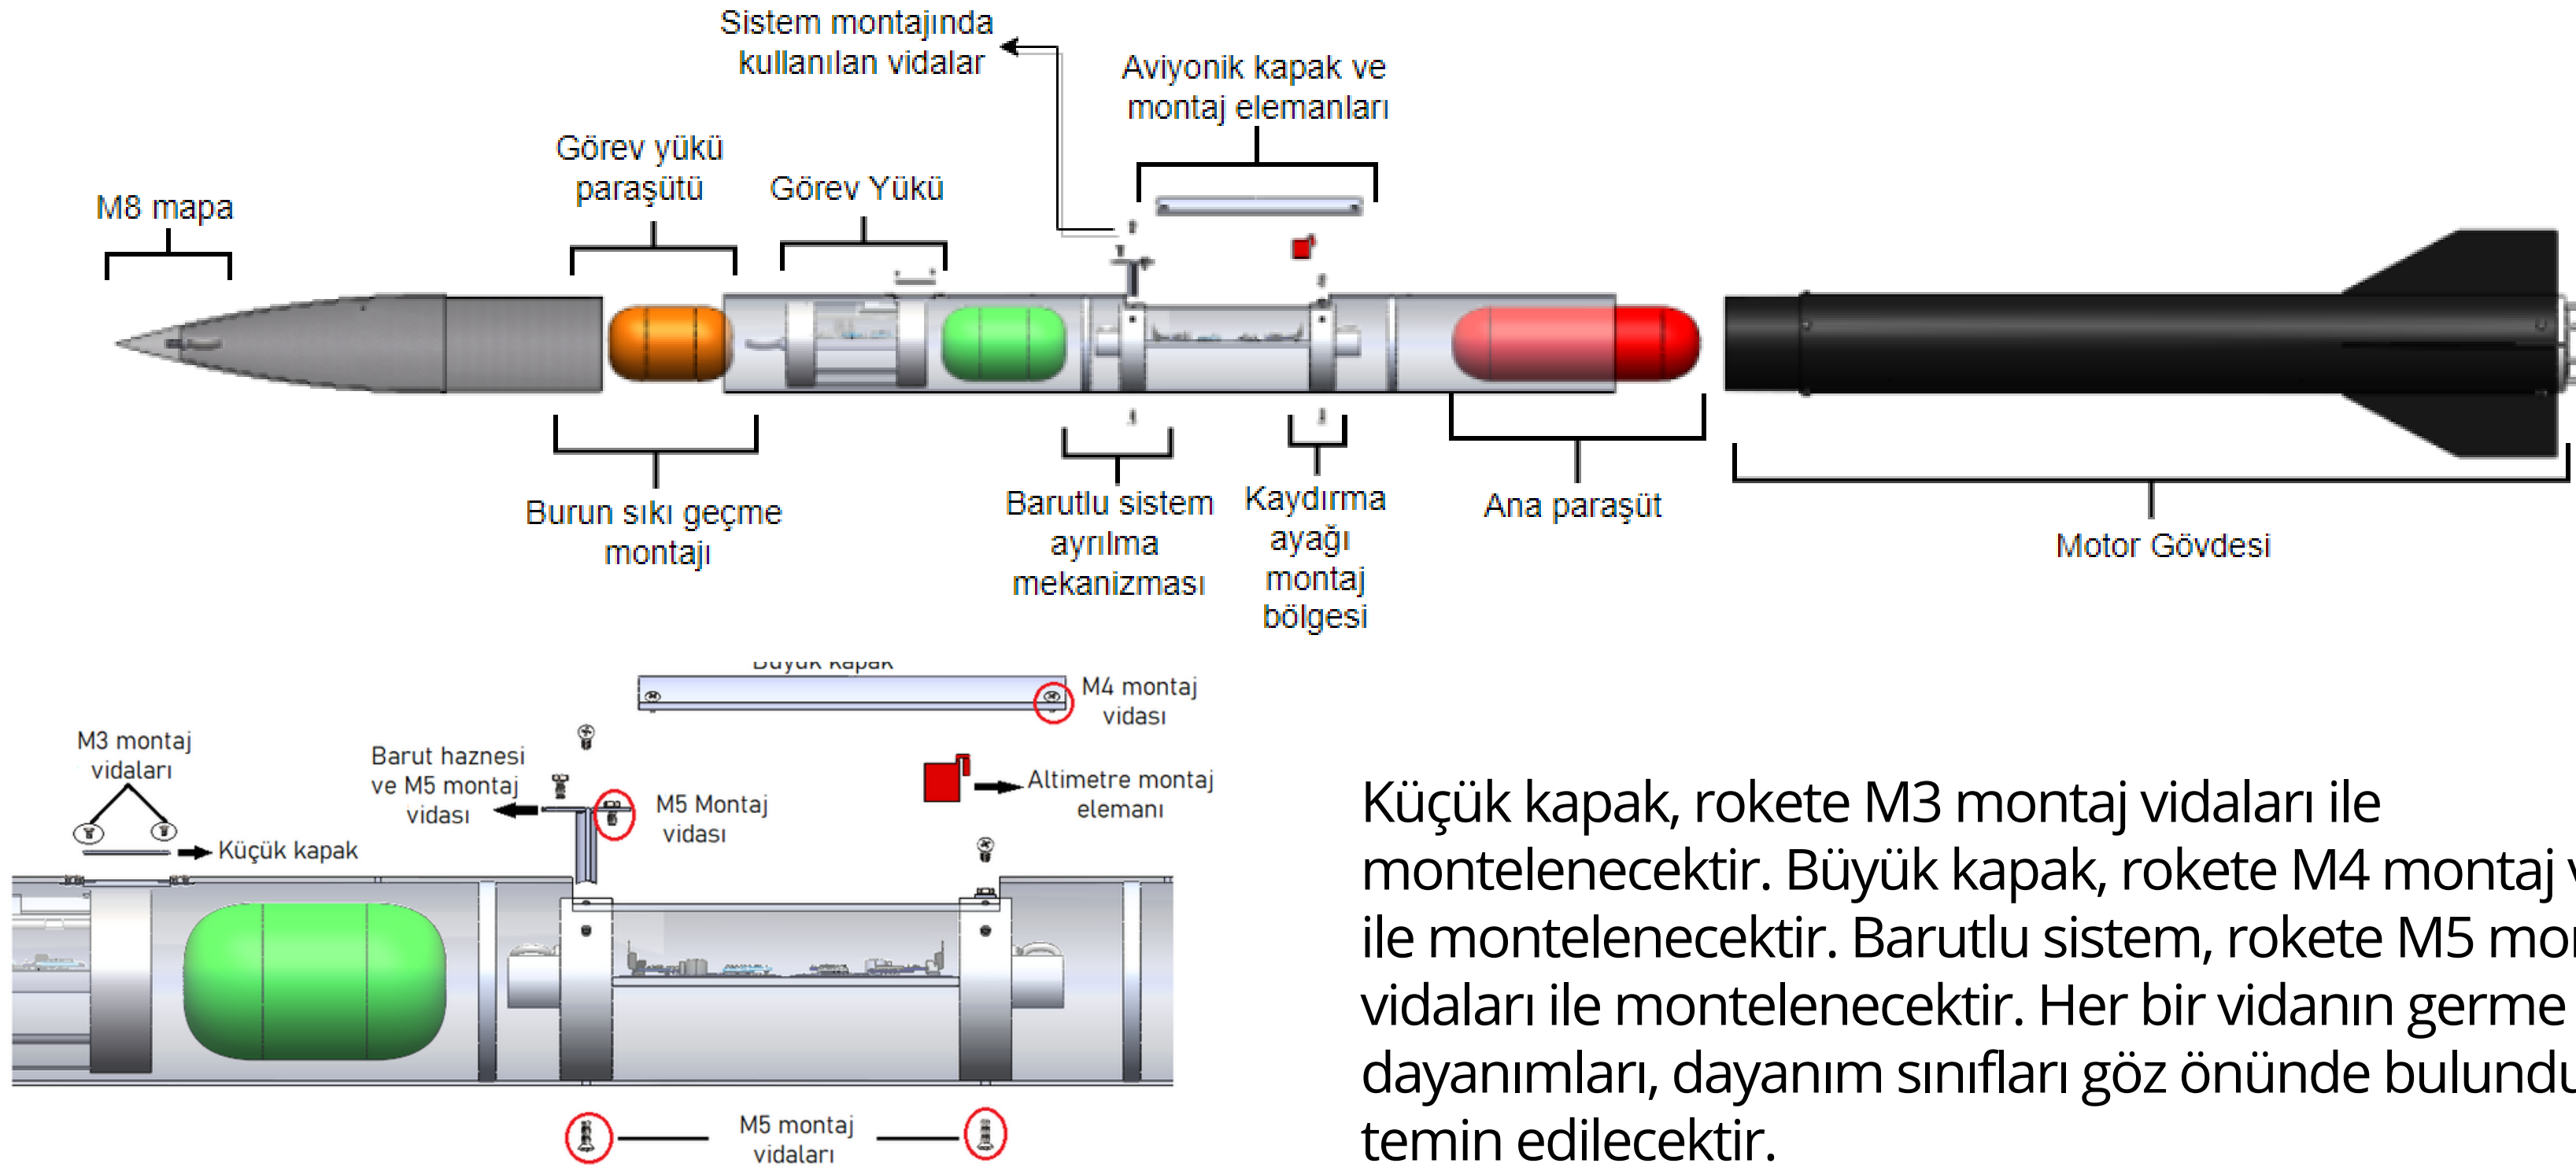 Sistem montajında
kullanılan vidalar
Aviyonik kapak ve
montaj elemanları
Görev yükü
paraşütü
Görev Yükü
M8 mapa
Burun sıkı geçme
montajı
Barutlu sistem
ayrılma
mekanizması
Kaydırma
ayağı
montaj
bölgesi
Ana paraşüt
Motor Gövdesi
Büyük kapak
M4 montaj
vidası
M3 montaj
vidaları
Barut haznesi
ve M5 montaj
vidası
M5 Montaj
vidası
Altimetre montaj
elemanı
Küçük kapak
M5 montaj
vidaları
Küçük kapak, rokete M3 montaj vidaları ile
montelenecektir. Büyük kapak, rokete M4 montaj
ile montelenecektir. Barutlu sistem, rokete M5
vidaları ile montelenecektir. Her bir vidanın germe
dayanımları, dayanım sınıfları göz önünde
temin edilecektir.